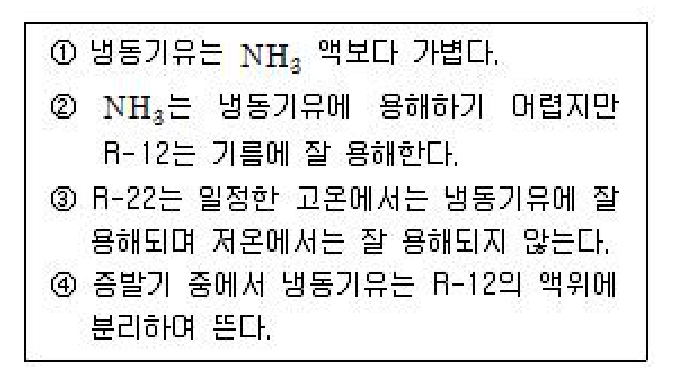 ① 냉동기유는 NH₃ 액보다 가볍다.
② NH₃는 냉동기유에 용해하기 어렵지만
R-12는 기름에 잘 용해한다.
③ R-22는 일정한 고온에서는 냉동기유에 잘
용해되며 저온에서는 잘 용해되지 않는다.
④ 증발기 중에서 냉동기유는 R-12의 액위에
분리하며 뜬다.